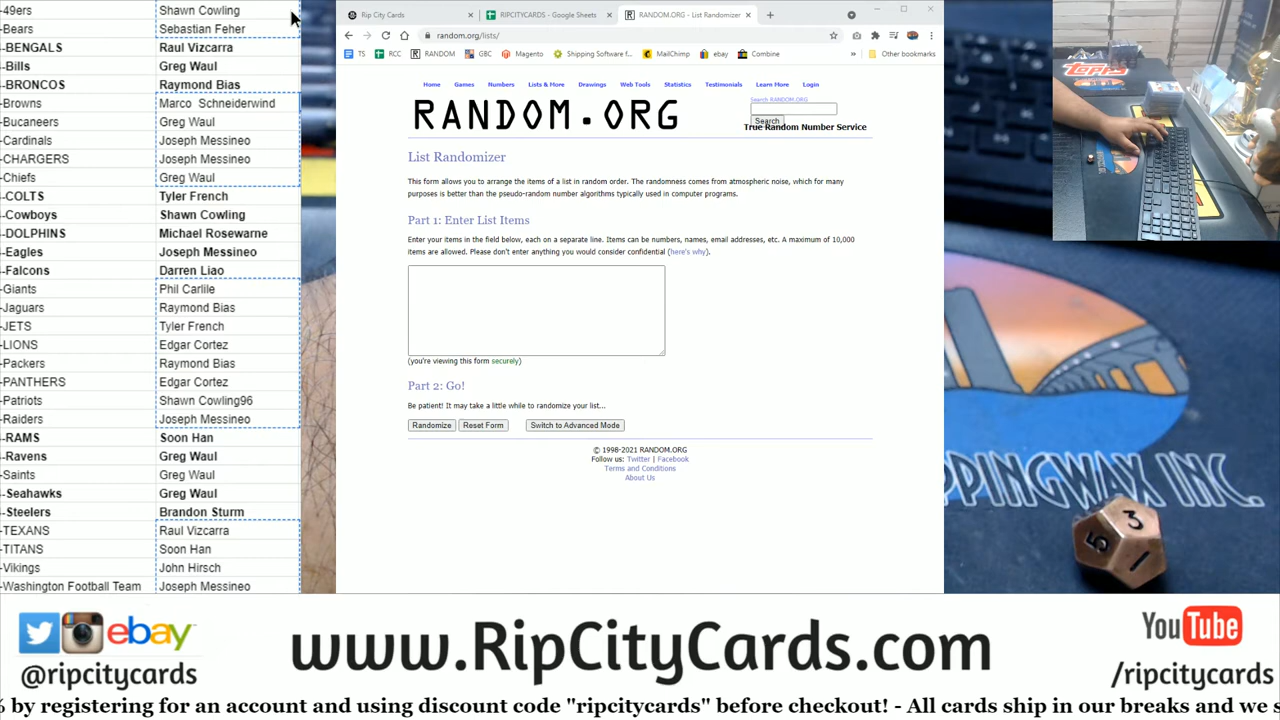 -49ers Shawn Cowling
-Bears Sebastian Feher
-BENGALS Raul Vizcarra
-Bills Greg Waul
-BRONCOS Raymond Bias
-Browns Marco Schneiderwind
-Bucaneers Greg Waul
-Cardinals Joseph Messineo
-CHARGERS Joseph Messineo
-Chiefs Greg Waul
-COLTS Tyler French
-Cowboys Shawn Cowling
-DOLPHINS Michael Rosewarne
-Eagles Joseph Messineo
-Falcons Darren Liao
-Giants Phil Carlile
-Jaguars Raymond Bias
-JETS Tyler French
-LIONS Edgar Cortez
-Packers Raymond Bias
-PANTHERS Edgar Cortez
-Patriots Shawn Cowling96
-Raiders Joseph Messineo
-RAMS Soon Han
-Ravens Greg Waul
-Saints Greg Waul
-Seahawks Greg Waul
-Steelers Brandon Sturm
-TEXANS Raul Vizcarra
-TITANS Soon Han
-Vikings John Hirsch
-Washington Football Team Joseph Messineo
Rip City Cards RIPCITYCARDS - Google Sheets RANDOM.ORG - List Randomizer
random.org/lists/
TS RCC RANDOM GBC Magento Shipping Software f... MailChimp ebay Combine » Other bookmarks
Home Games Numbers Lists & More Drawings Web Tools Statistics Testimonials Learn More Login
RANDOM.ORG
Search RANDOM.ORG
Search
True Random Number Service
List Randomizer
This form allows you to arrange the items of a list in random order. The randomness comes from atmospheric noise, which for many
purposes is better than the pseudo-random number algorithms typically used in computer programs.
Part 1: Enter List Items
Enter your items in the field below, each on a separate line. Items can be numbers, names, email addresses, etc. A maximum of 10,000
items are allowed. Please don't enter anything you would consider confidential (here's why).
(you're viewing this form securely)
Part 2: Go!
Be patient! It may take a little while to randomize your list...
Randomize Reset Form Switch to Advanced Mode
© 1998-2021 RANDOM.ORG
Follow us: Twitter | Facebook
Terms and Conditions
About Us
TOPPS
PPINGWAX INC.
5 3 1
ebay
@ripcitycards
www.RipCityCards.com
YouTube
/ripcitycards
% by registering for an account and using discount code "ripcitycards" before checkout! - All cards ship in our breaks and we s